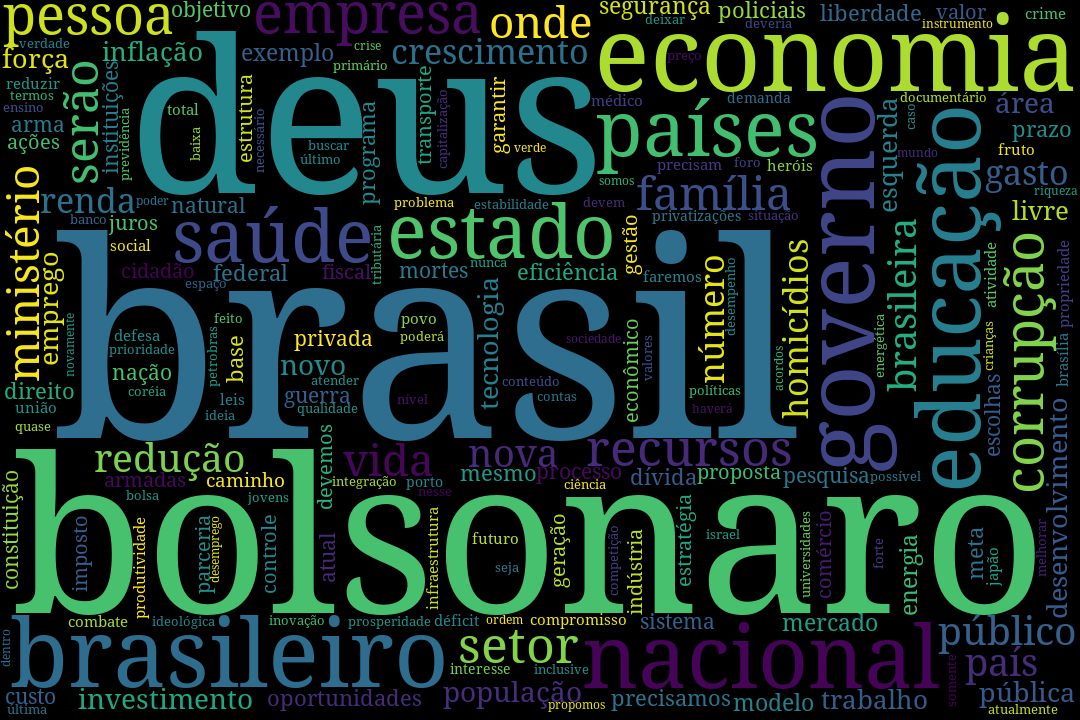 pessoa
objetivo
empresa
onde
segurança
policiais
liberdade
valor
crime
deixar
deveria
instrumento
verdade
força
inflação
exemplo
crise
primário
crescimento
deus
economia
preço
reduzir
termos
ensino
arma
ações
serão
instituições
previdência
total
baixa
estrutura
necessário
buscar
último
programa
transporte
capitalização
garantir
verde
médico
demanda
países
documentário
área
prazo
caso
esquerda
mundo
fruto
precisam
foro
heróis
somos
família
gasto
riqueza
livre
ministério
renda
poder
natural
banco
juros
social
problema
estabilidade
devem
privatizações
situação
saúde
estado
gestão
governo
educação
brasileira
corrupção
atividade
propriedade
emprego
cidadão
federal
espaço
fiscal
tributária
mortes
nunca
eficiência
faremos
número
desempenho
homicídios
brasil
novamente
defesa
prioridade
nação
coréia
petrobras
feito
base
leis
ideia
privada
novo
atender
guerra
qualidade
povo
poderá
nível
tecnologia
conteúdo
contas
sociedade
econômico
valores
políticas
haverá
acordos
energética
crianças
brasília
direito
união
quase
escolhas
desenvolvimento
redução
armadas
caminho
bolsa
jovens
devemos
vida
integração
porto
nesse
nova
mesmo
processo
ciência
recursos
dívida
proposta
pesquisa
possível
bolsonaro
constituição
imposto
produtividade
parceria
desemprego
controle
atual
infraestrutura
futuro
seja
geração
competição
indústria
estratégia
israel
universidades
comércio
forte
energia
meta
japão
melhorar
combate
ideológica
inovação
prosperidade
déficit
ordem
compromisso
sistema
mercado
público
dentro
brasileiro
setor
interesse
inclusive
nacional
somente
país
custo
última
investimento
oportunidades
população
propomos
precisamos
modelo
trabalho
pública
atualmente